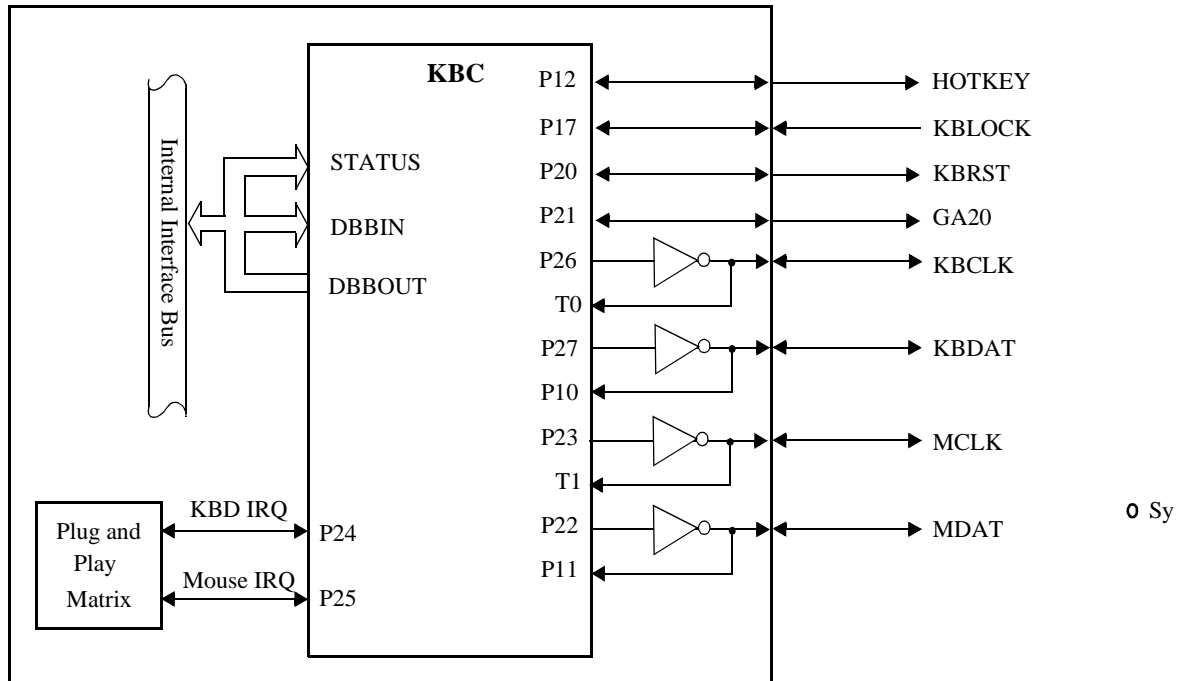 KBC
Internal Interface Bus
STATUS
DBBIN
DBBOUT
P12
HOTKEY
P17
KBLOCK
P20
KBRST
P21
GA20
P26
KBCLK
T0
P27
KBDAT
P10
P23
MCLK
T1
P22
MDAT
P11
Plug and
Play
Matrix
KBD IRQ
P24
Mouse IRQ
P25
Sy